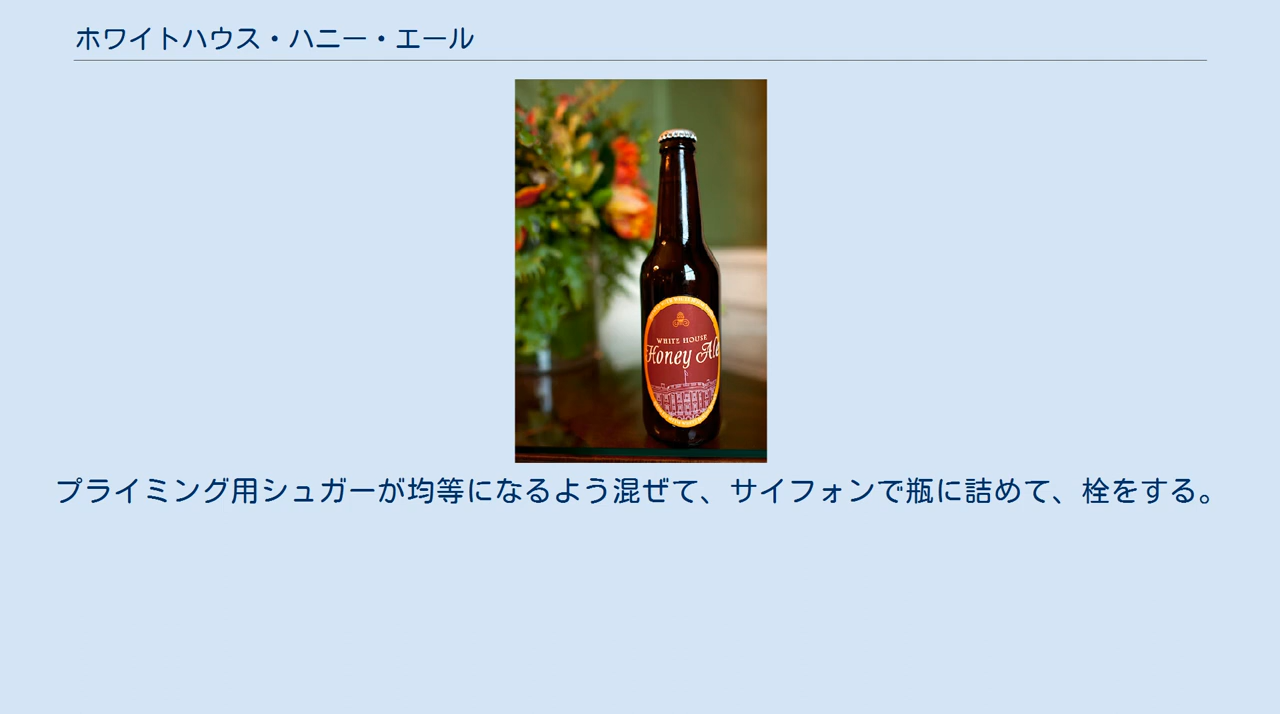 ホワイトハウス・ハニー・エール
WHITE HOUSE
Honey Ale
プライミング用シュガーが均等になるよう混ぜて、サイフォンで瓶に詰めて、栓をする。